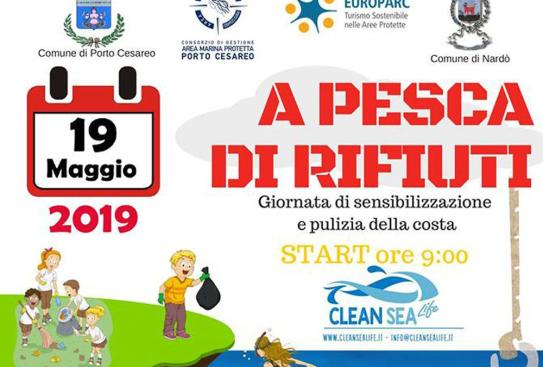 Comune di Porto Cesareo
CONSORZIO DI GESTIONE
AREA MARINA PROTETTA
PORTO CESAREO
EUROPARC
Turismo Sostenibile
nelle Aree Protette
Comune di Nardò
19
Maggio
2019
A PESCA
DI RIFIUTI
Giornata di sensibilizzazione
e pulizia della costa
START ore 9:00
CLEAN SEA Life
WWW.CLEANSEALIFE.IT - INFO@CLEANSEALIFE.IT